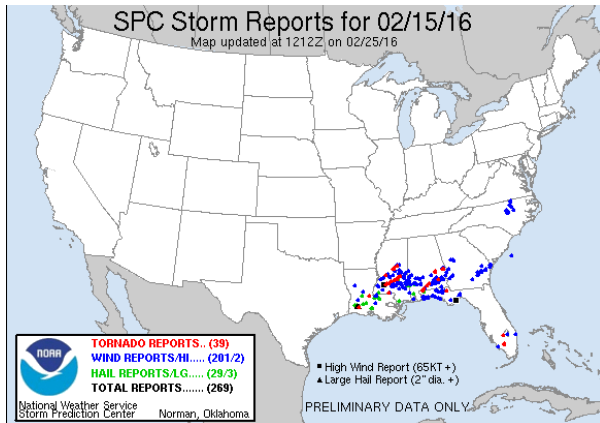 SPC Storm Reports for 02/15/16
Map updated at 1212Z on 02/25/16
NOAA
TORNADO REPORTS.. (39)
WIND REPORTS/HI..... (201/2)
HAIL REPORTS/LG..... (29/3)
TOTAL REPORTS....... (269)
National Weather Service
Storm Prediction Center Norman, Oklahoma
High Wind Report (65KT +)
Large Hail Report (2" dia. +)
PRELIMINARY DATA ONLY